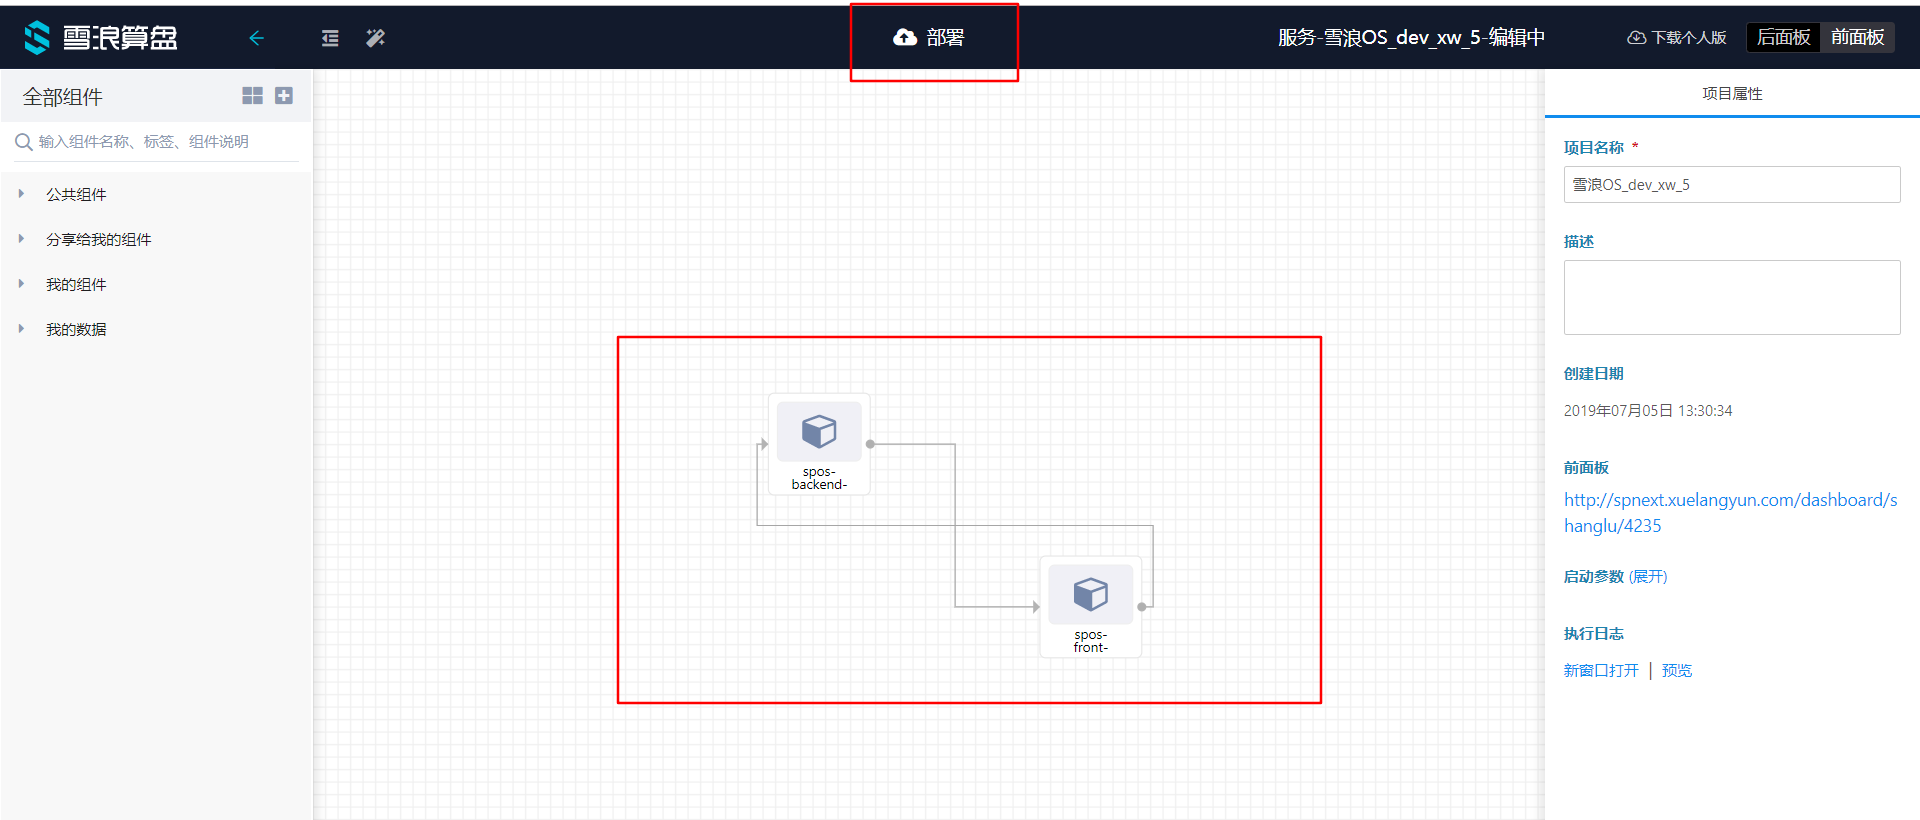 雪浪算盘
部署
服务-雪浪OS_dev_xw_5-编辑中
下载个人版
后面板
前面板
全部组件
输入组件名称、标签、组件说明
公共组件
分享给我的组件
我的组件
我的数据
spos-
backend-
spos-
front-
项目属性
项目名称 *
雪浪OS_dev_xw_5
描述
创建日期
2019年07月05日 13:30:34
前面板
http://spnext.xuelangyun.com/dashboard/s
hanglu/4235
启动参数 (展开)
执行日志
新窗口打开 | 预览